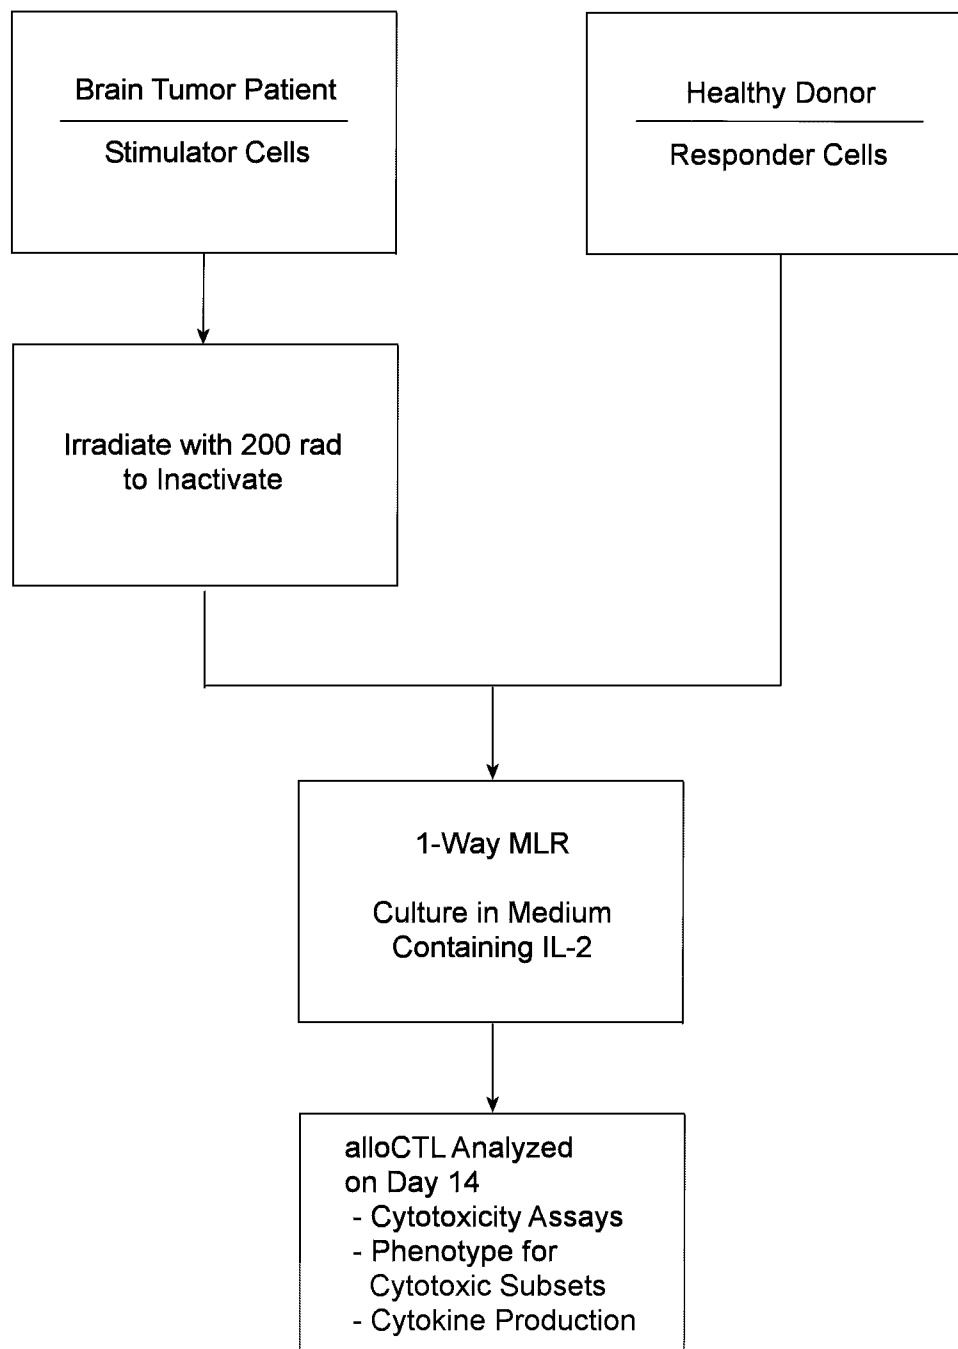 Brain Tumor Patient
Stimulator Cells
Healthy Donor
Responder Cells
Irradiate with 200 rad
to Inactivate
1-Way MLR
Culture in Medium
Containing IL-2
alloCTL Analyzed
on Day 14
- Cytotoxicity Assays
- Phenotype for
Cytotoxic Subsets
- Cytokine Production